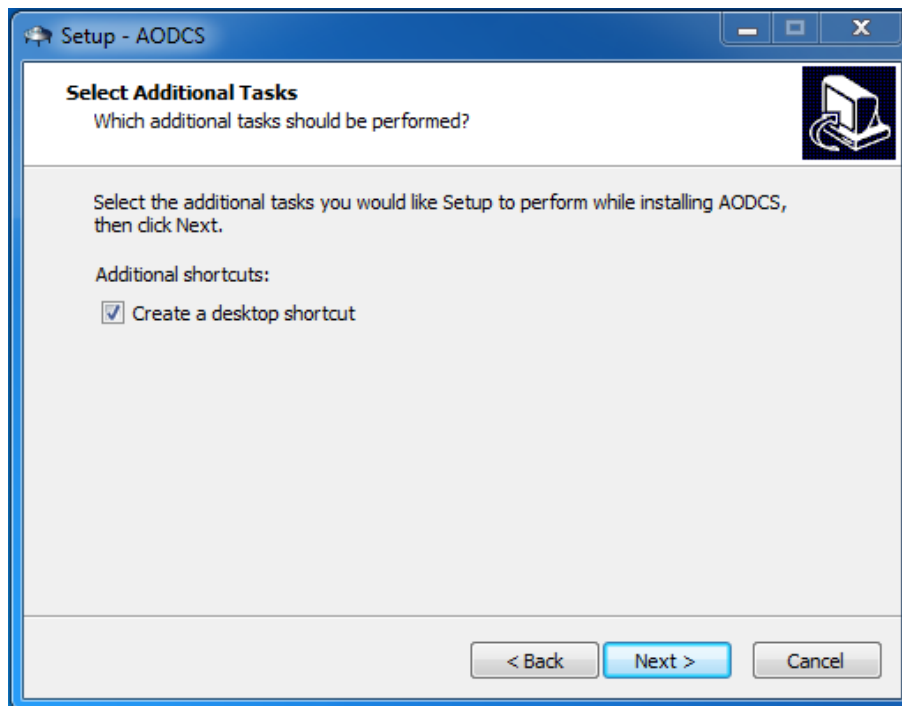 Setup - AODCS
Select Additional Tasks
Which additional tasks should be performed?
Select the additional tasks you would like Setup to perform while installing AODCS,
then click Next.
Additional shortcuts:
Create a desktop shortcut
< Back Next > Cancel